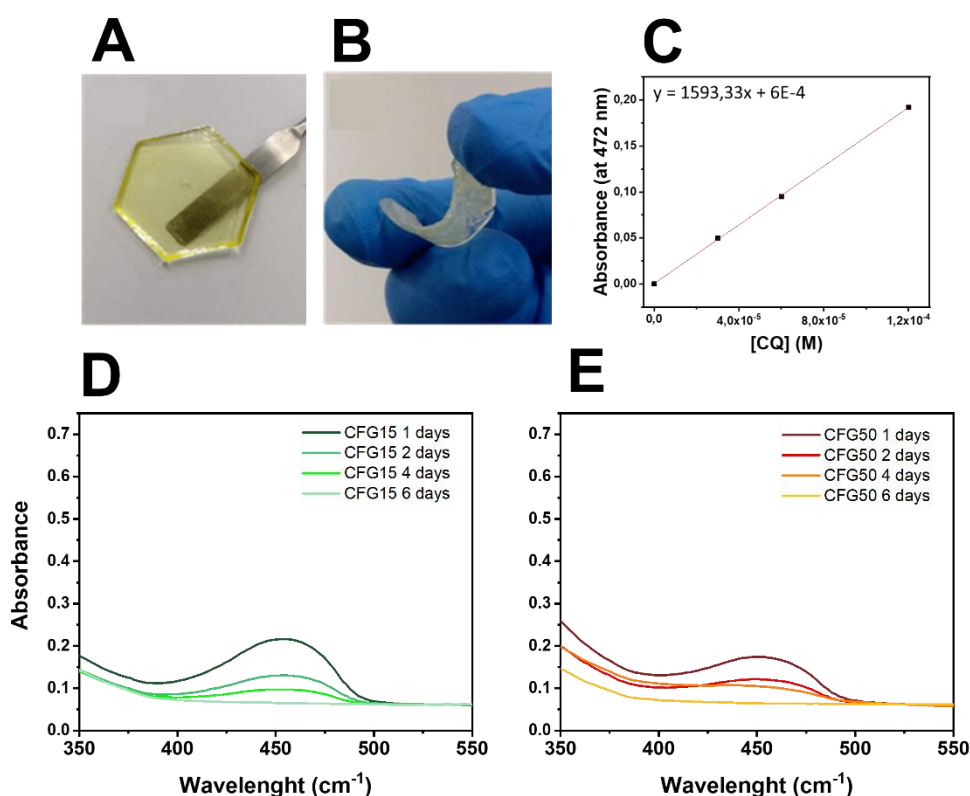 A
B
C
y = 1593,33x + 6E-4
Absorbance (at 472 nm)
0,20
0,15
0,10
0,05
0,00
0,0
4,0x10⁻⁵
8,0x10⁻⁵
1,2x10⁻⁴
[CQ] (M)
D
E
CFG15 1 days
CFG15 2 days
CFG15 4 days
CFG15 6 days
Absorbance
0.7
0.6
0.5
0.4
0.3
0.2
0.1
0.0
350
400
450
500
550
Wavelenght (cm⁻¹)
CFG50 1 days
CFG50 2 days
CFG50 4 days
CFG50 6 days
0.7
0.6
0.5
0.4
0.3
0.2
0.1
0.0
350
400
450
500
550
Wavelenght (cm⁻¹)